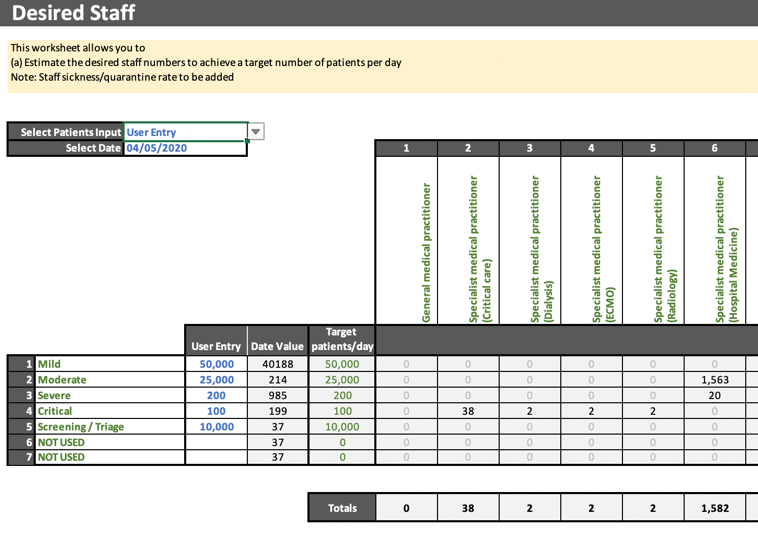 Desired Staff
This worksheet allows you to
(a) Estimate the desired staff numbers to achieve a target number of patients per day
Note: Staff sickness/quarantine rate to be added
Select Patients Input User Entry
Select Date 04/05/2020
1 2 3 4 5 6
General medical practitioner
Specialist medical practitioner
(Critical care)
Specialist medical practitioner
(Dialysis)
Specialist medical practitioner
(ECMO)
Specialist medical practitioner
(Radiology)
Specialist medical practitioner
(Hospital Medicine)
User Entry Date Value Target
patients/day
1 Mild 50,000 40188 50,000 0 0 0 0 0 0
2 Moderate 25,000 214 25,000 0 0 0 0 0 1,563
3 Severe 200 985 200 0 0 0 0 0 20
4 Critical 100 199 100 0 38 2 2 2 0
5 Screening / Triage 10,000 37 10,000 0 0 0 0 0 0
6 NOT USED 37 0 0 0 0 0 0 0
7 NOT USED 37 0 0 0 0 0 0 0
Totals 0 38 2 2 2 1,582